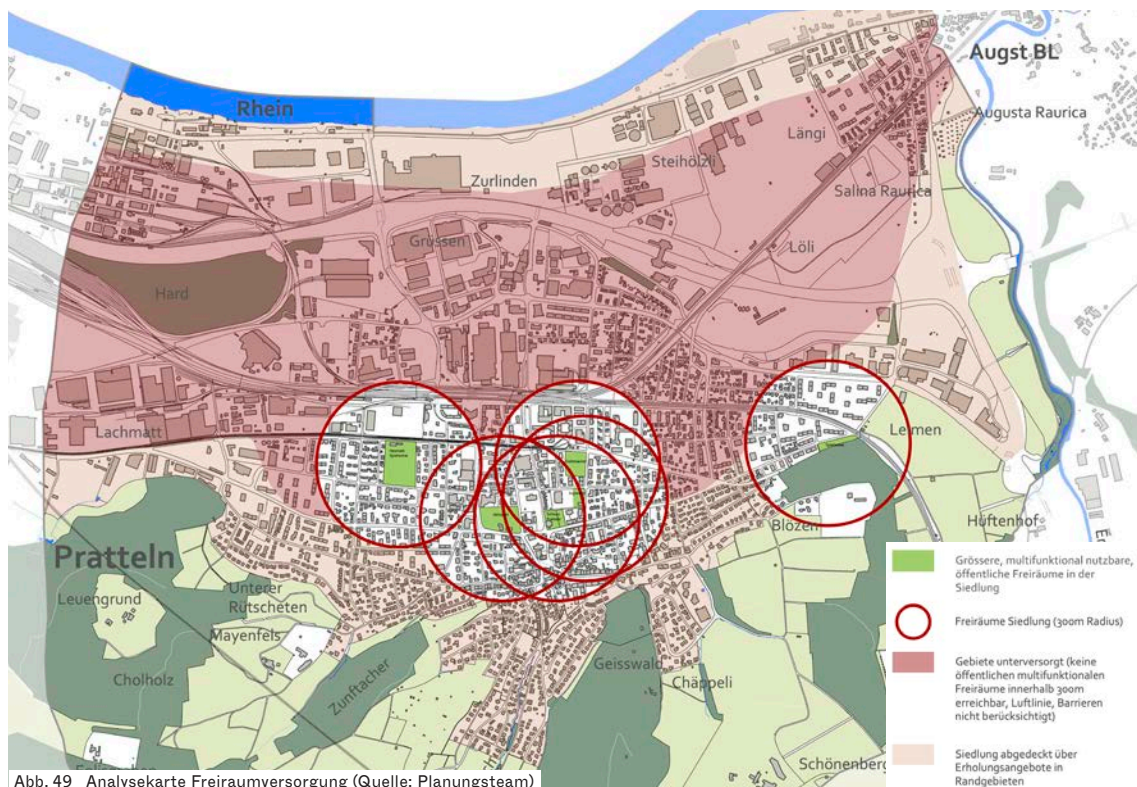 Augst BL
Rhein
Augusta Raurica
Längi
Steihölzli
Zurlinden
Salina Raurica
Grüssen
Löli
Hard
Lachmatt
Leimen
Blözen
Hüftenhof
Pratteln
Unterer
Rütscheten
Leuengrund
Mayenfels
Geisswald
Chäppeli
Cholholz
Zunftacher
Schönenberg
Grössere, multifunktional nutzbare,
öffentliche Freiräume in der
Siedlung
Freiräume Siedlung (300m Radius)
Gebiete unterversorgt (keine
öffentlichen multifunktionalen
Freiräume innerhalb 300m
erreichbar, Luftlinie, Barrieren
nicht berücksichtigt)
Siedlung abgedeckt über
Erholungsangebote in
Randgebieten
Abb. 49 Analysekarte Freiraumversorgung (Quelle: Planungsteam)